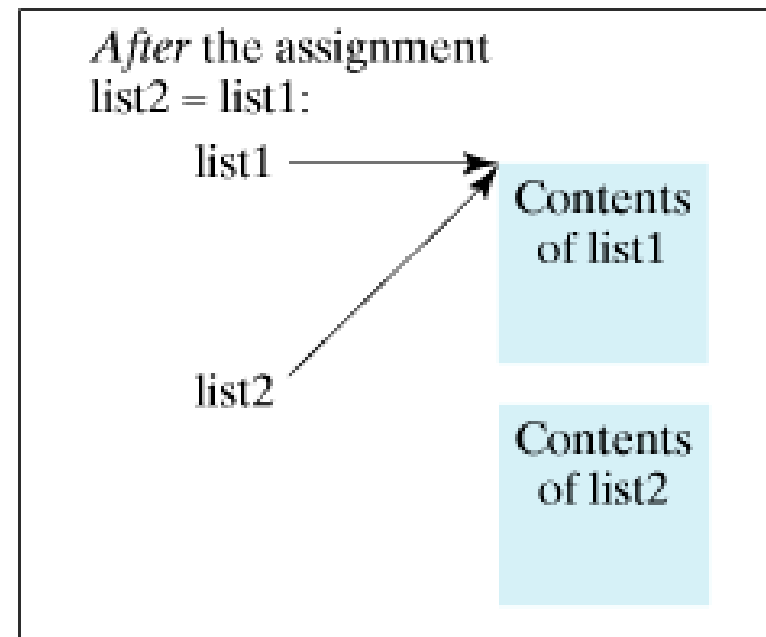 After the assignment
list2 = list1:
list1
Contents
of list1
list2
Contents
of list2